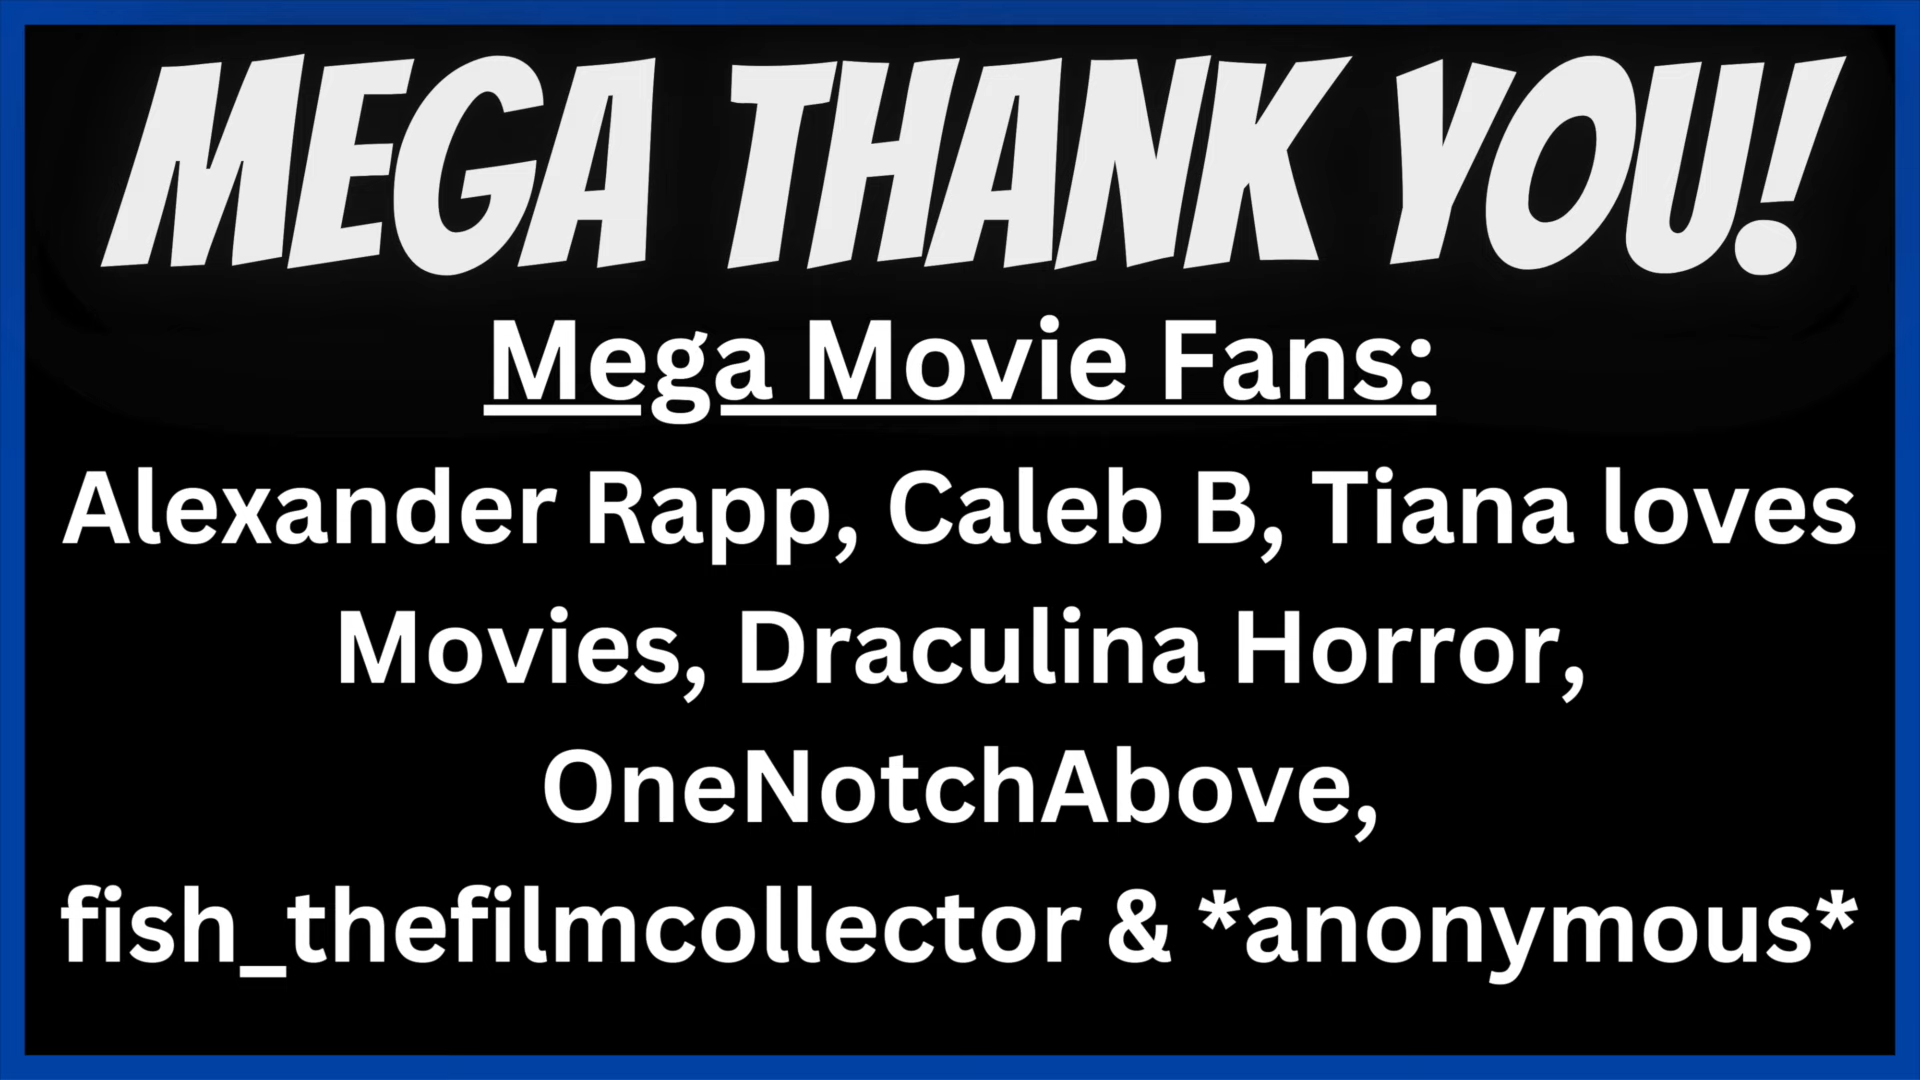 MEGA THANK YOU!
Mega Movie Fans:
Alexander Rapp, Caleb B, Tiana loves
Movies, Draculina Horror,
OneNotchAbove,
fish_thefilmcollector & *anonymous*